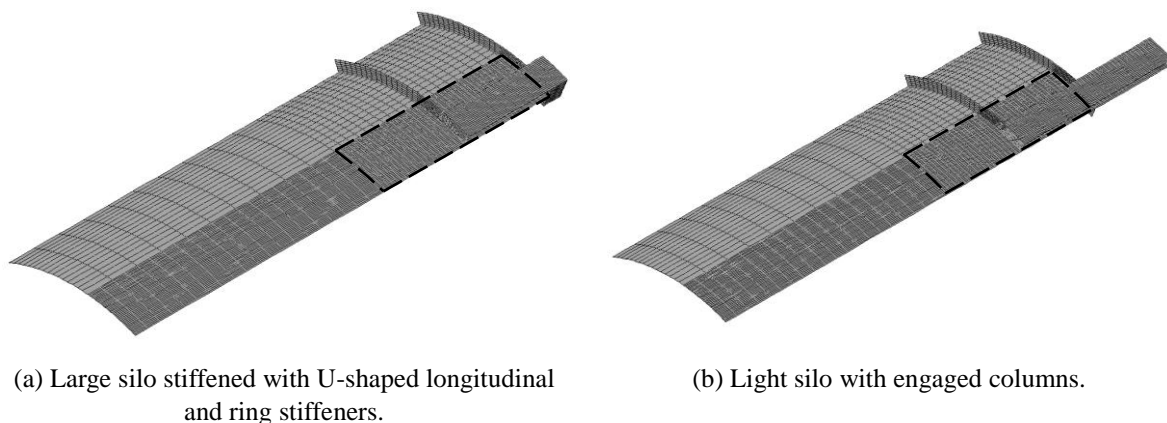 (a) Large silo stiffened with U-shaped longitudinal
and ring stiffeners.
(b) Light silo with engaged columns.